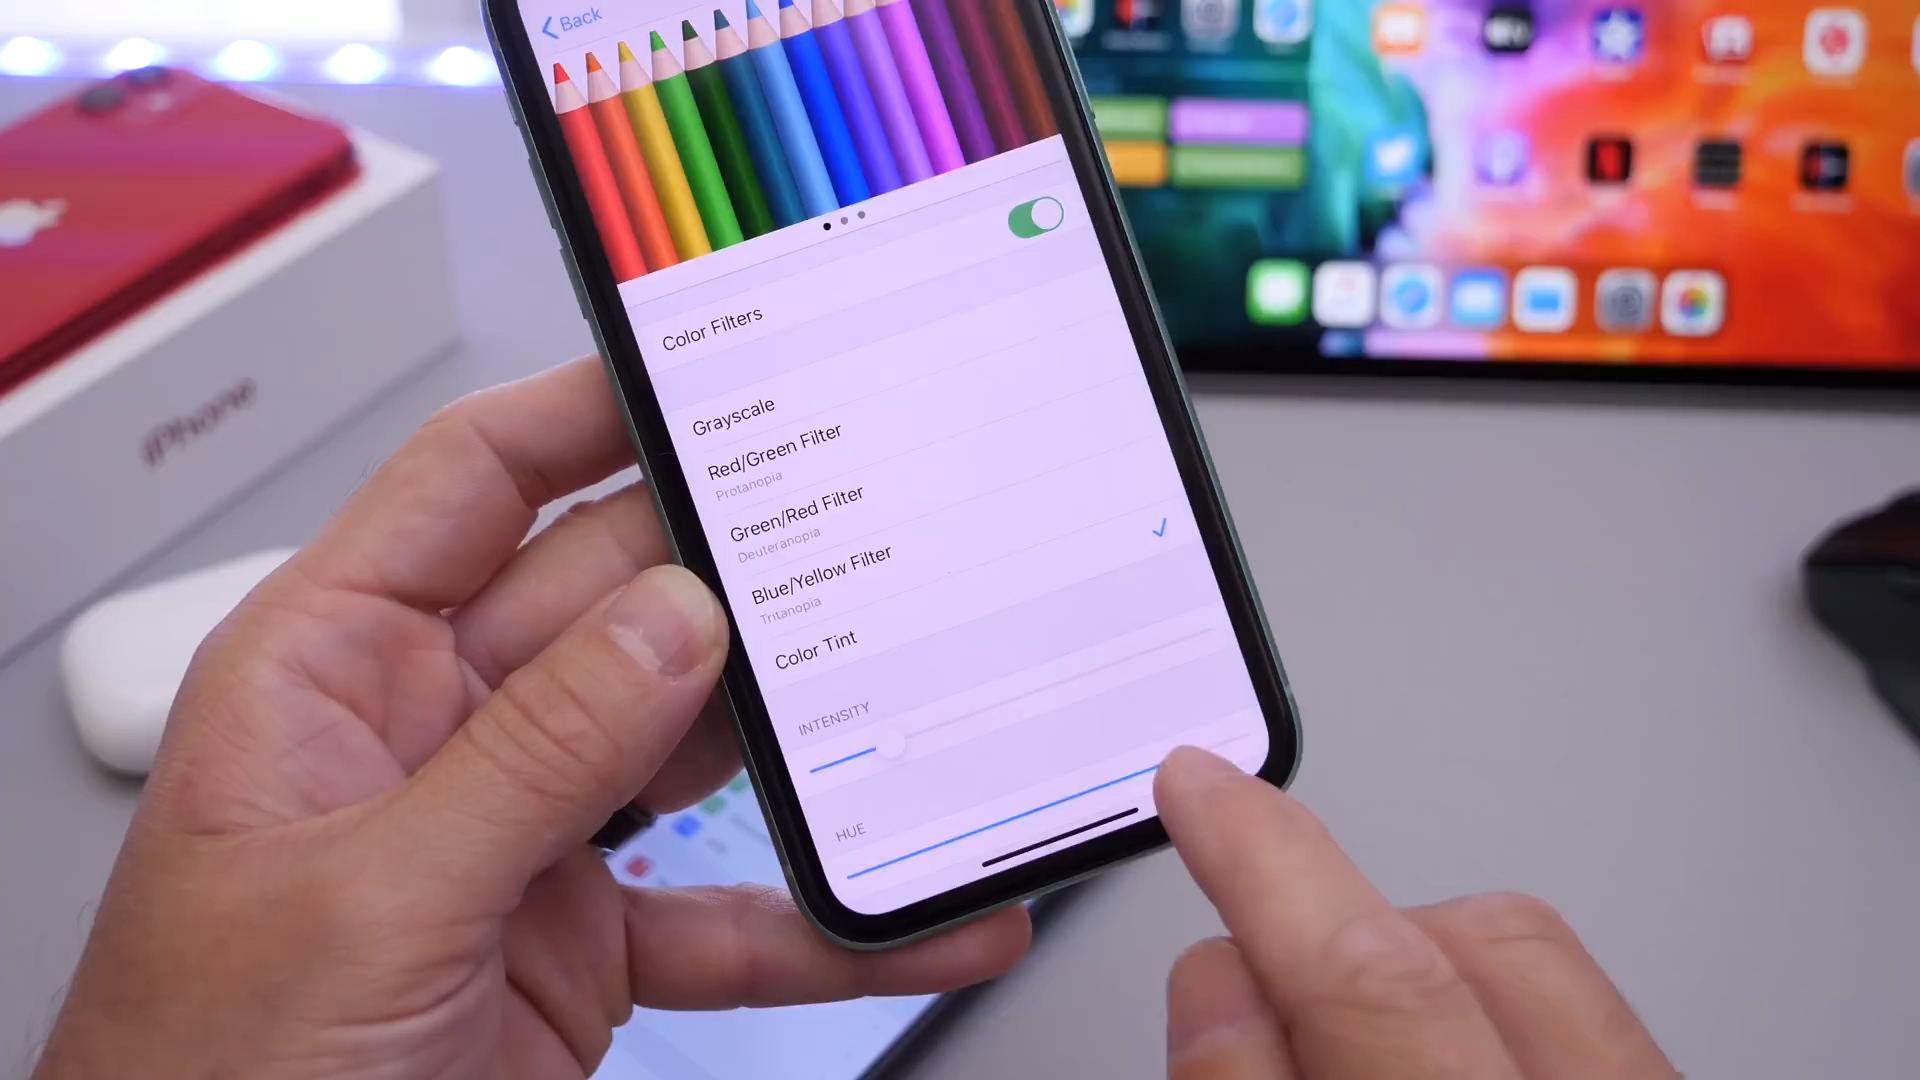 Back
Color Filters
Grayscale
Red/Green Filter
Protanopia
Green/Red Filter
Deuteranopia
Blue/Yellow Filter
Tritanopia
Color Tint
INTENSITY
HUE
iPhone